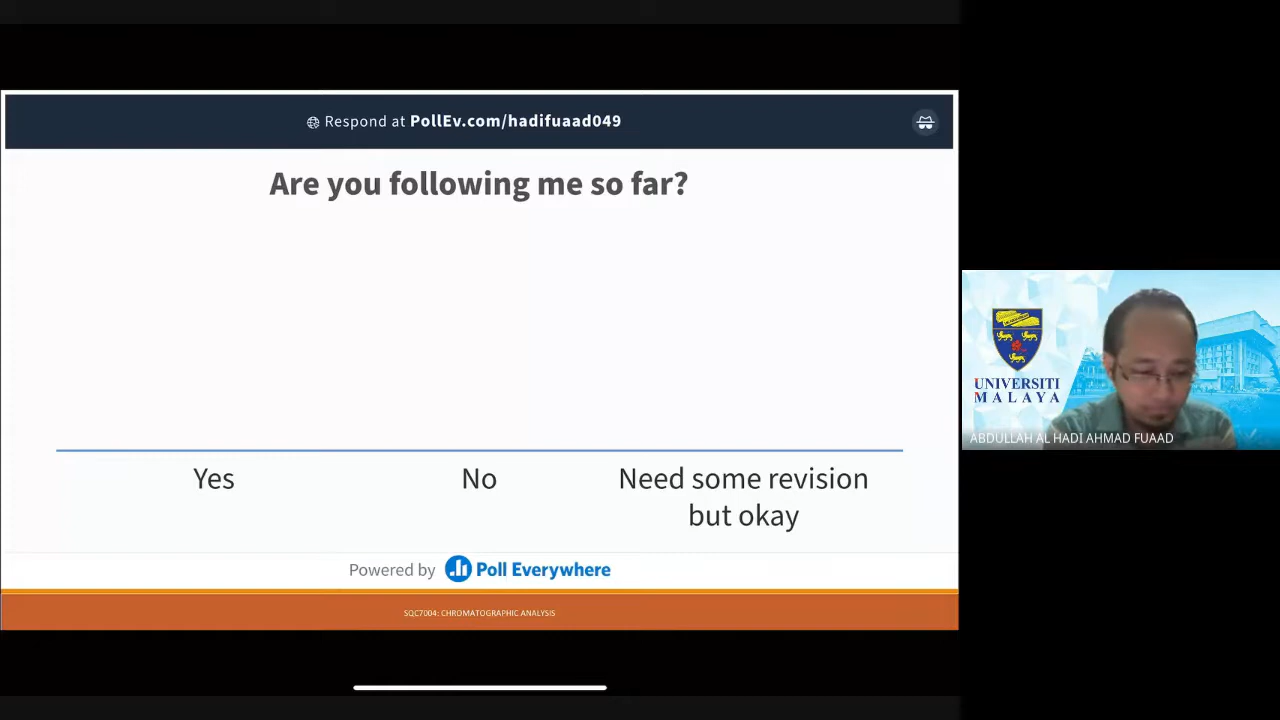 Respond at PollEv.com/hadifuaad049
Are you following me so far?
Yes
No
Need some revision
but okay
Powered by Poll Everywhere
SQC7004: CHROMATOGRAPHIC ANALYSIS
UNIVERSITI
MALAYA
ABDULLAH AL HADI AHMAD FUAAD